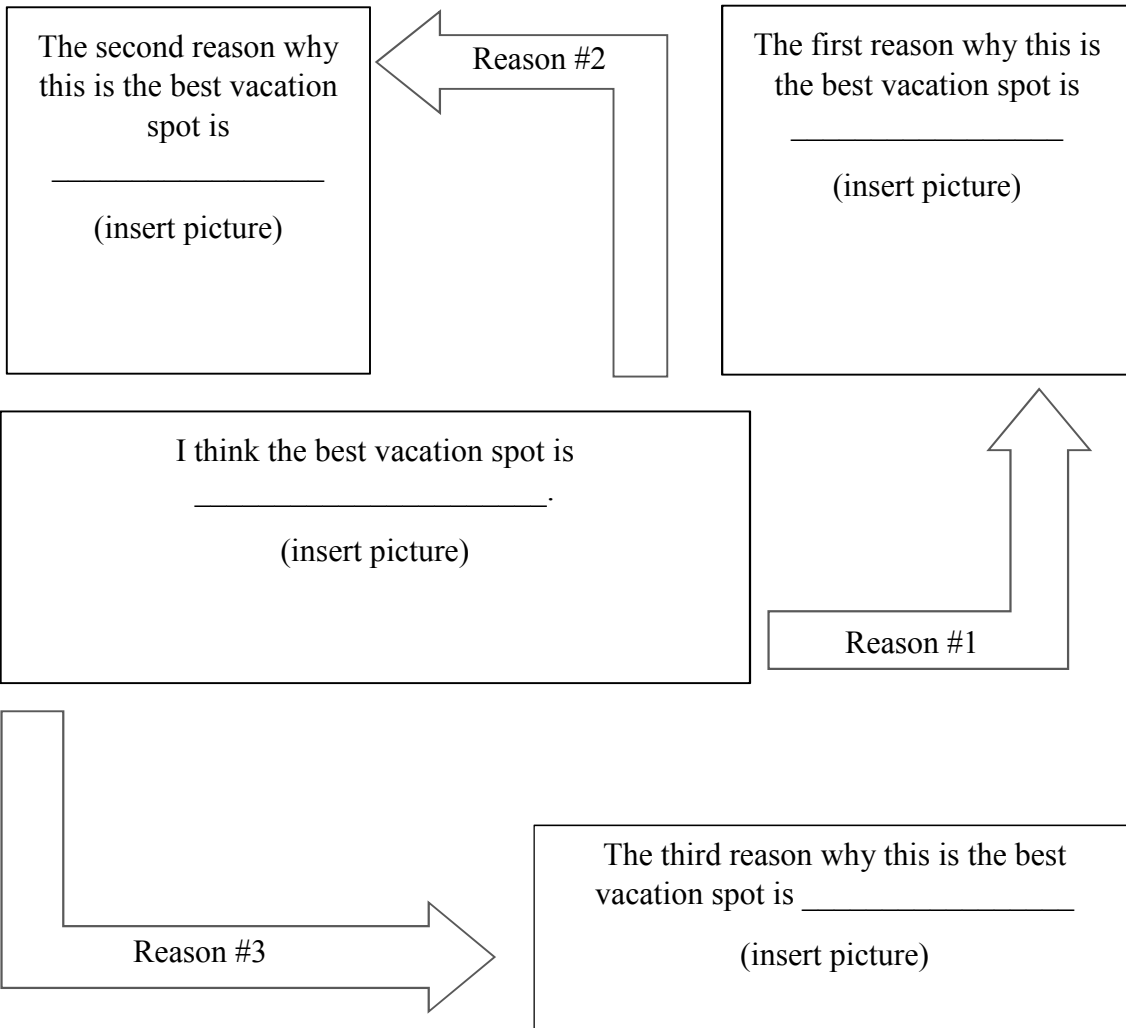 The second reason why
this is the best vacation
spot is
_________________
(insert picture)
Reason #2
The first reason why this is
the best vacation spot is
_________________
(insert picture)
I think the best vacation spot is
______________________.
(insert picture)
Reason #1
Reason #3
The third reason why this is the best
vacation spot is _________________
(insert picture)